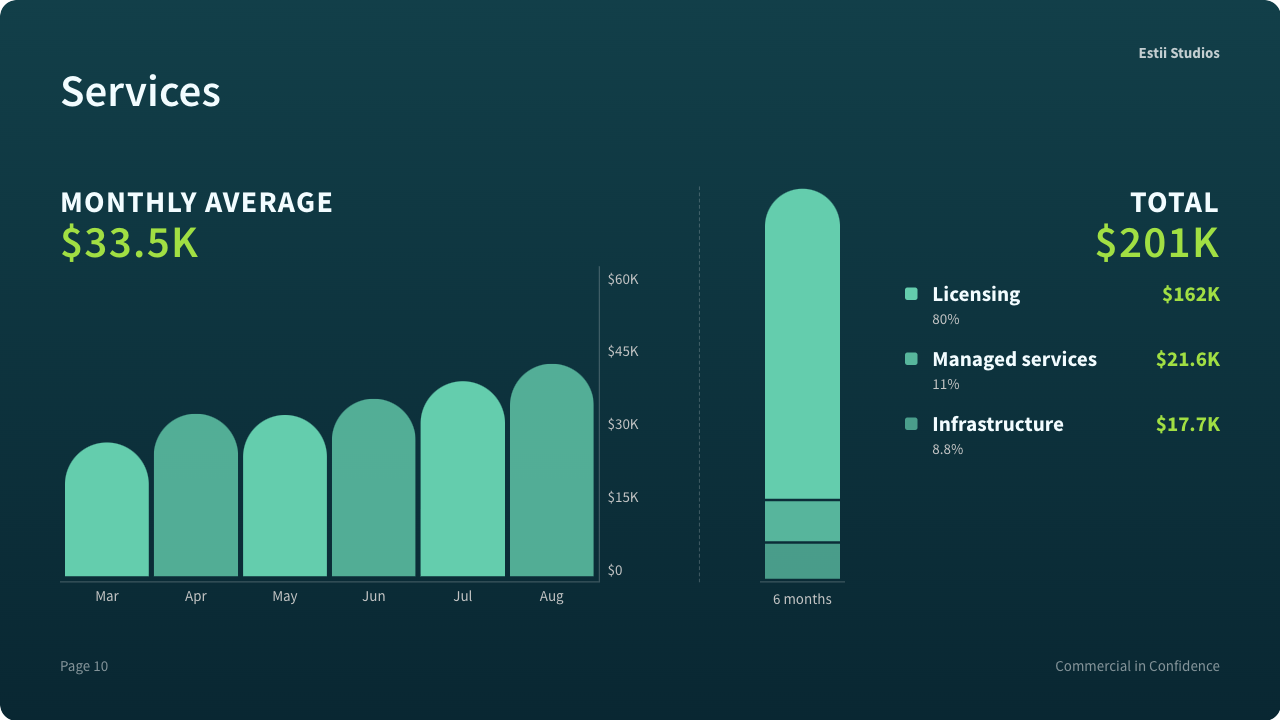 Estii Studios
Services
MONTHLY AVERAGE
$33.5K
$60K
$45K
$30K
$15K
$0
Mar Apr May Jun Jul Aug
6 months
TOTAL
$201K
Licensing $162K
80%
Managed services $21.6K
11%
Infrastructure $17.7K
8.8%
Page 10
Commercial in Confidence